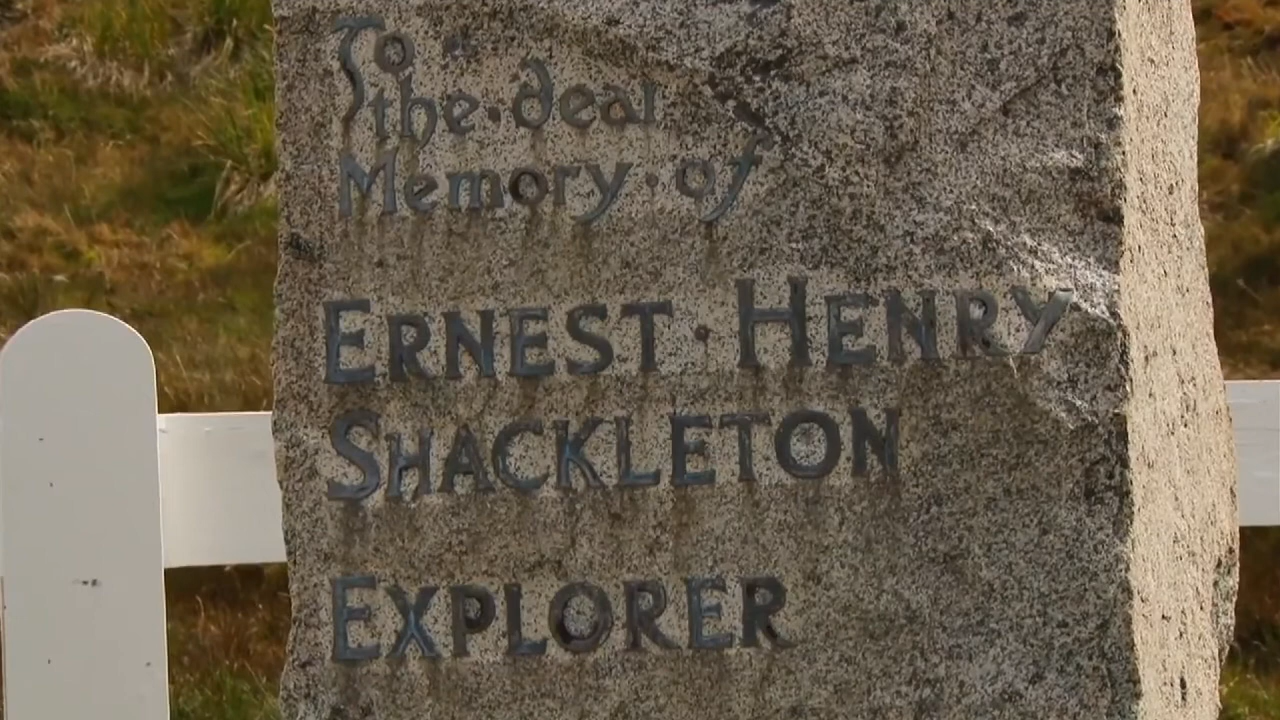 To
the·dear
Memory·of
ERNEST·HENRY
SHACKLETON
EXPLORER